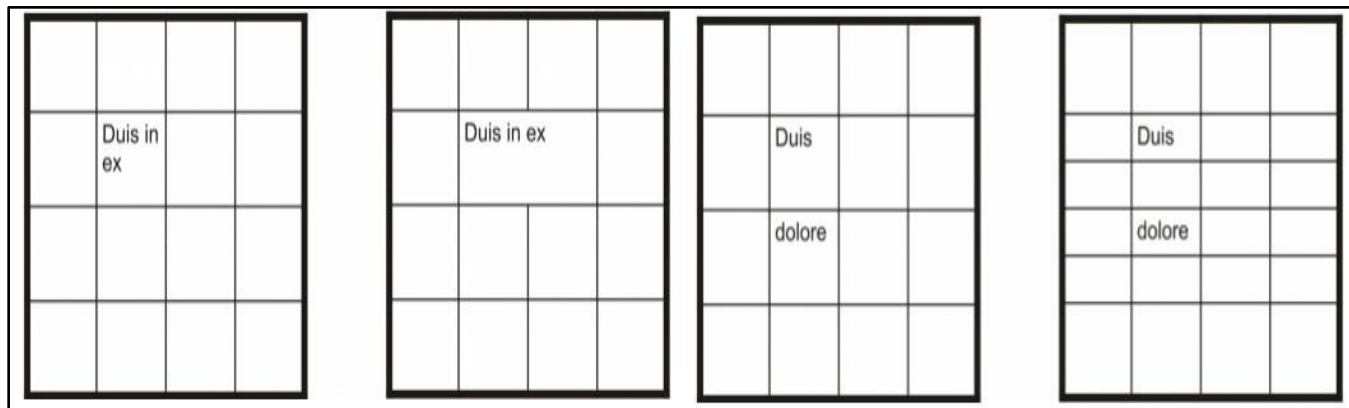 Duis in
ex
Duis in ex
Duis
dolore
Duis
dolore